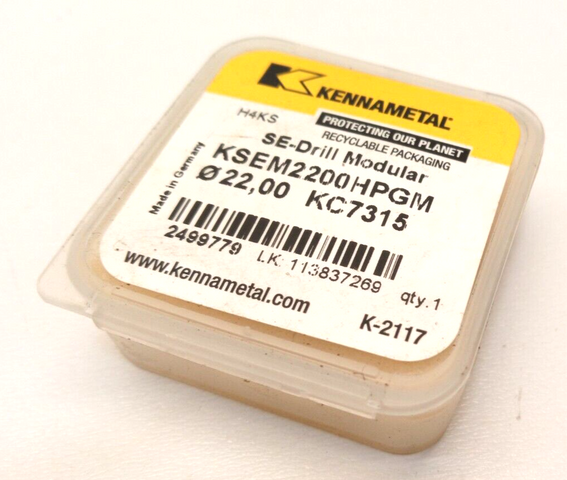 KENNAMETAL
H4KS
PROTECTING OUR PLANET
RECYCLABLE PACKAGING
SE-Drill Modular
KSEM2200HPGM
Ø 22,00 KC7315
Made in Germany
2499779 LK: 113837269 qty.1
www.kennametal.com
K-2117